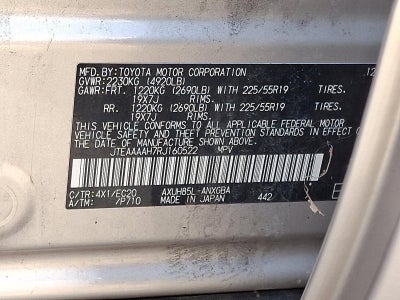 MFD.BY:TOYOTA MOTOR CORPORATION 12
GVWR:2230KG (4920LB)
GAWR:FRT. 1220KG (2690LB) WITH 225/55R19 TIRES.
19X7J RIMS.
RR. 1220KG (2690LB) WITH 225/55R19 TIRES.
19X7J RIMS.
THIS VEHICLE CONFORMS TO ALL APPLICABLE FEDERAL MOTOR
VEHICLE SAFETY AND THEFT PREVENTION STANDARDS IN EFFECT
ON THE DATE OF MANUFACTURE SHOWN ABOVE.
JTEAAAAH7RJ160522 MPV
C/TR:4X1/EC20 AXUH85L-ANXGBA
A/TM: /P710 MADE IN JAPAN 442